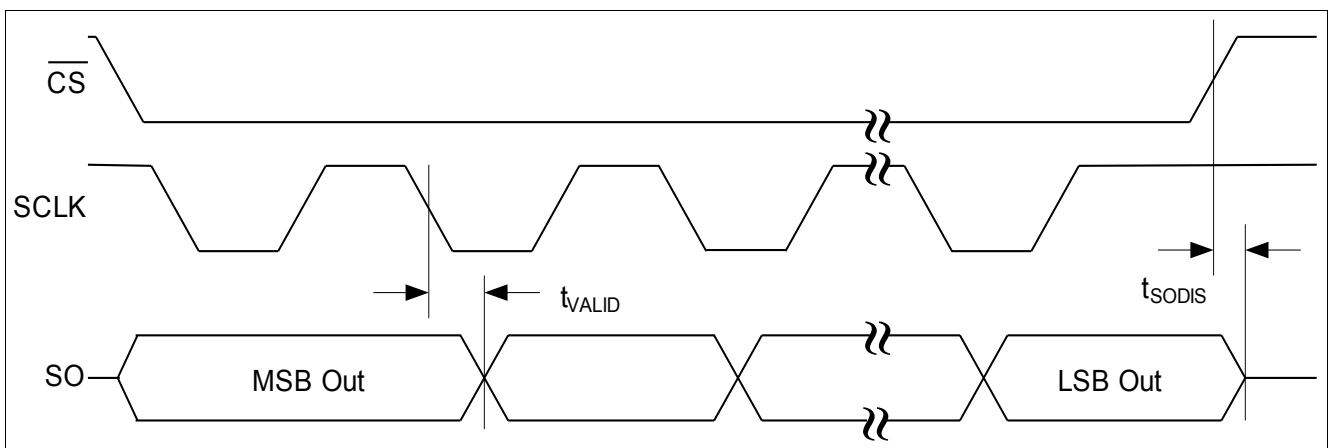 CS
SCLK
tVALID
tSODIS
SO
MSB Out
LSB Out